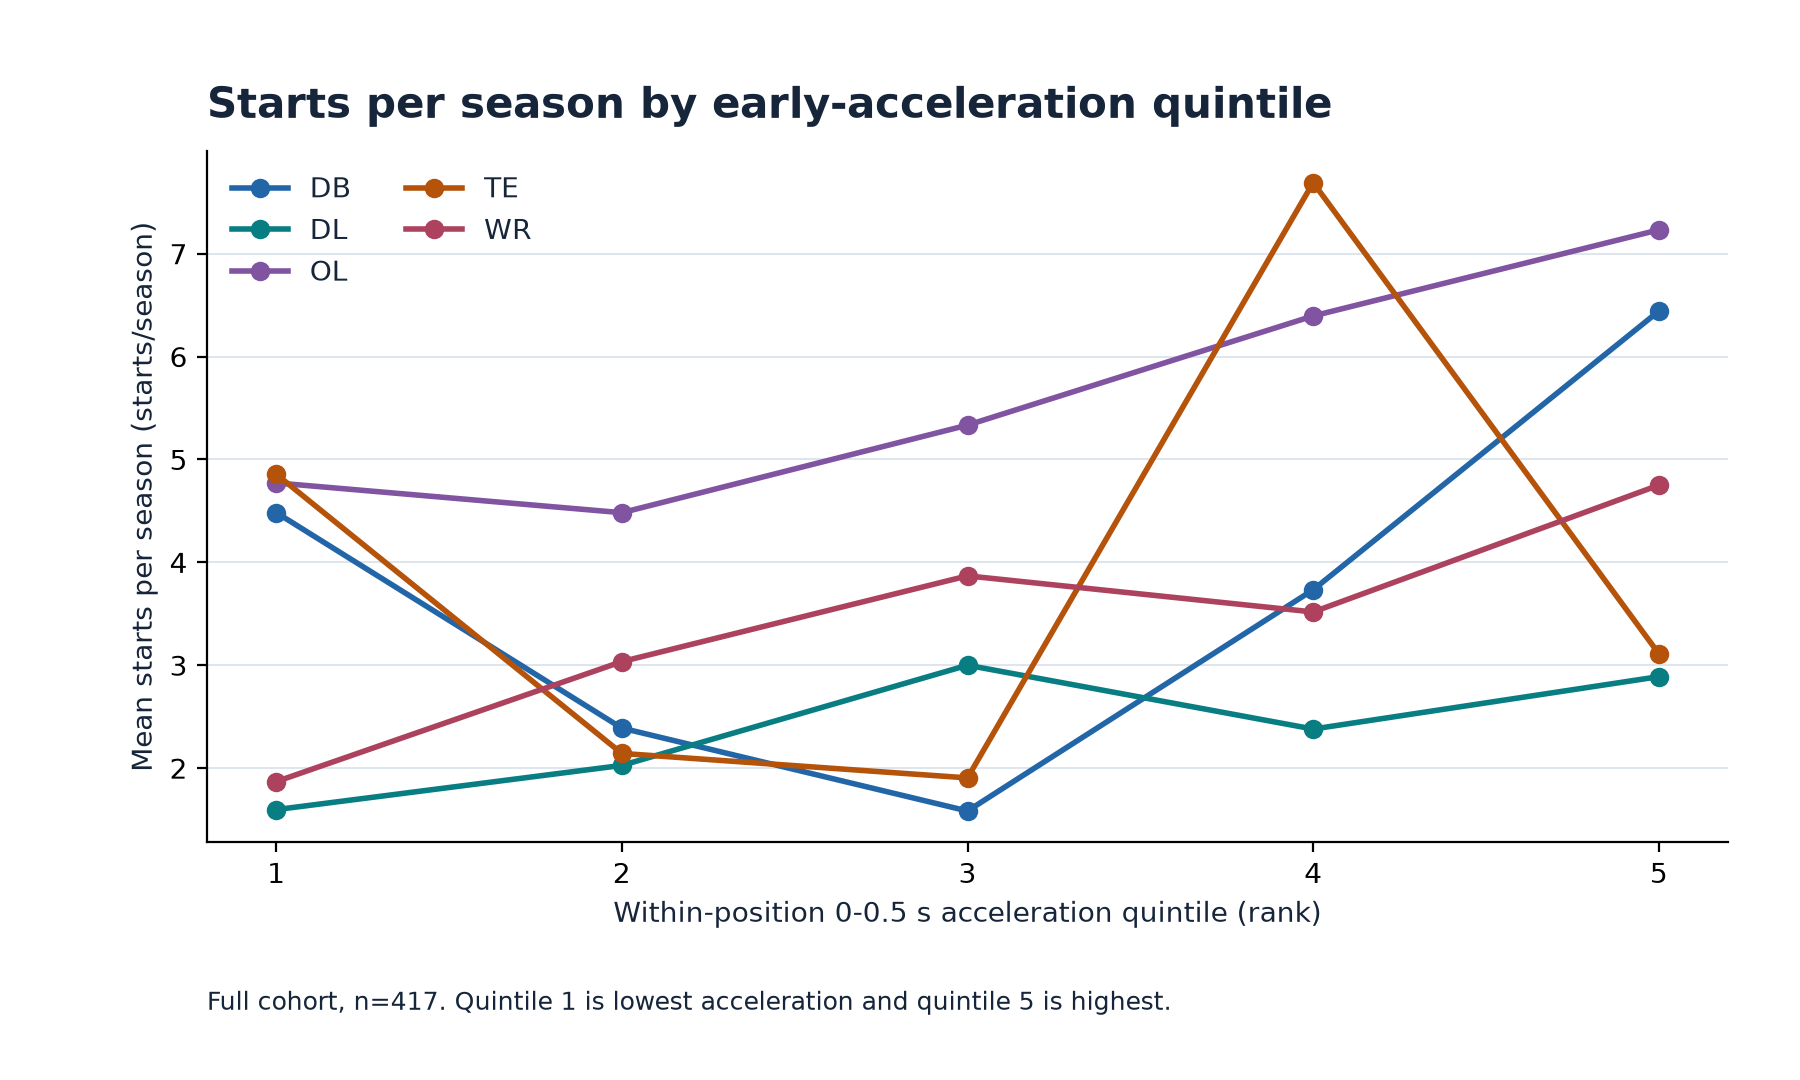 Starts per season by early-acceleration quintile
DB
DL
OL
TE
WR
Mean starts per season (starts/season)
7
6
5
4
3
2
1
2
3
4
5
Within-position 0-0.5 s acceleration quintile (rank)
Full cohort, n=417. Quintile 1 is lowest acceleration and quintile 5 is highest.